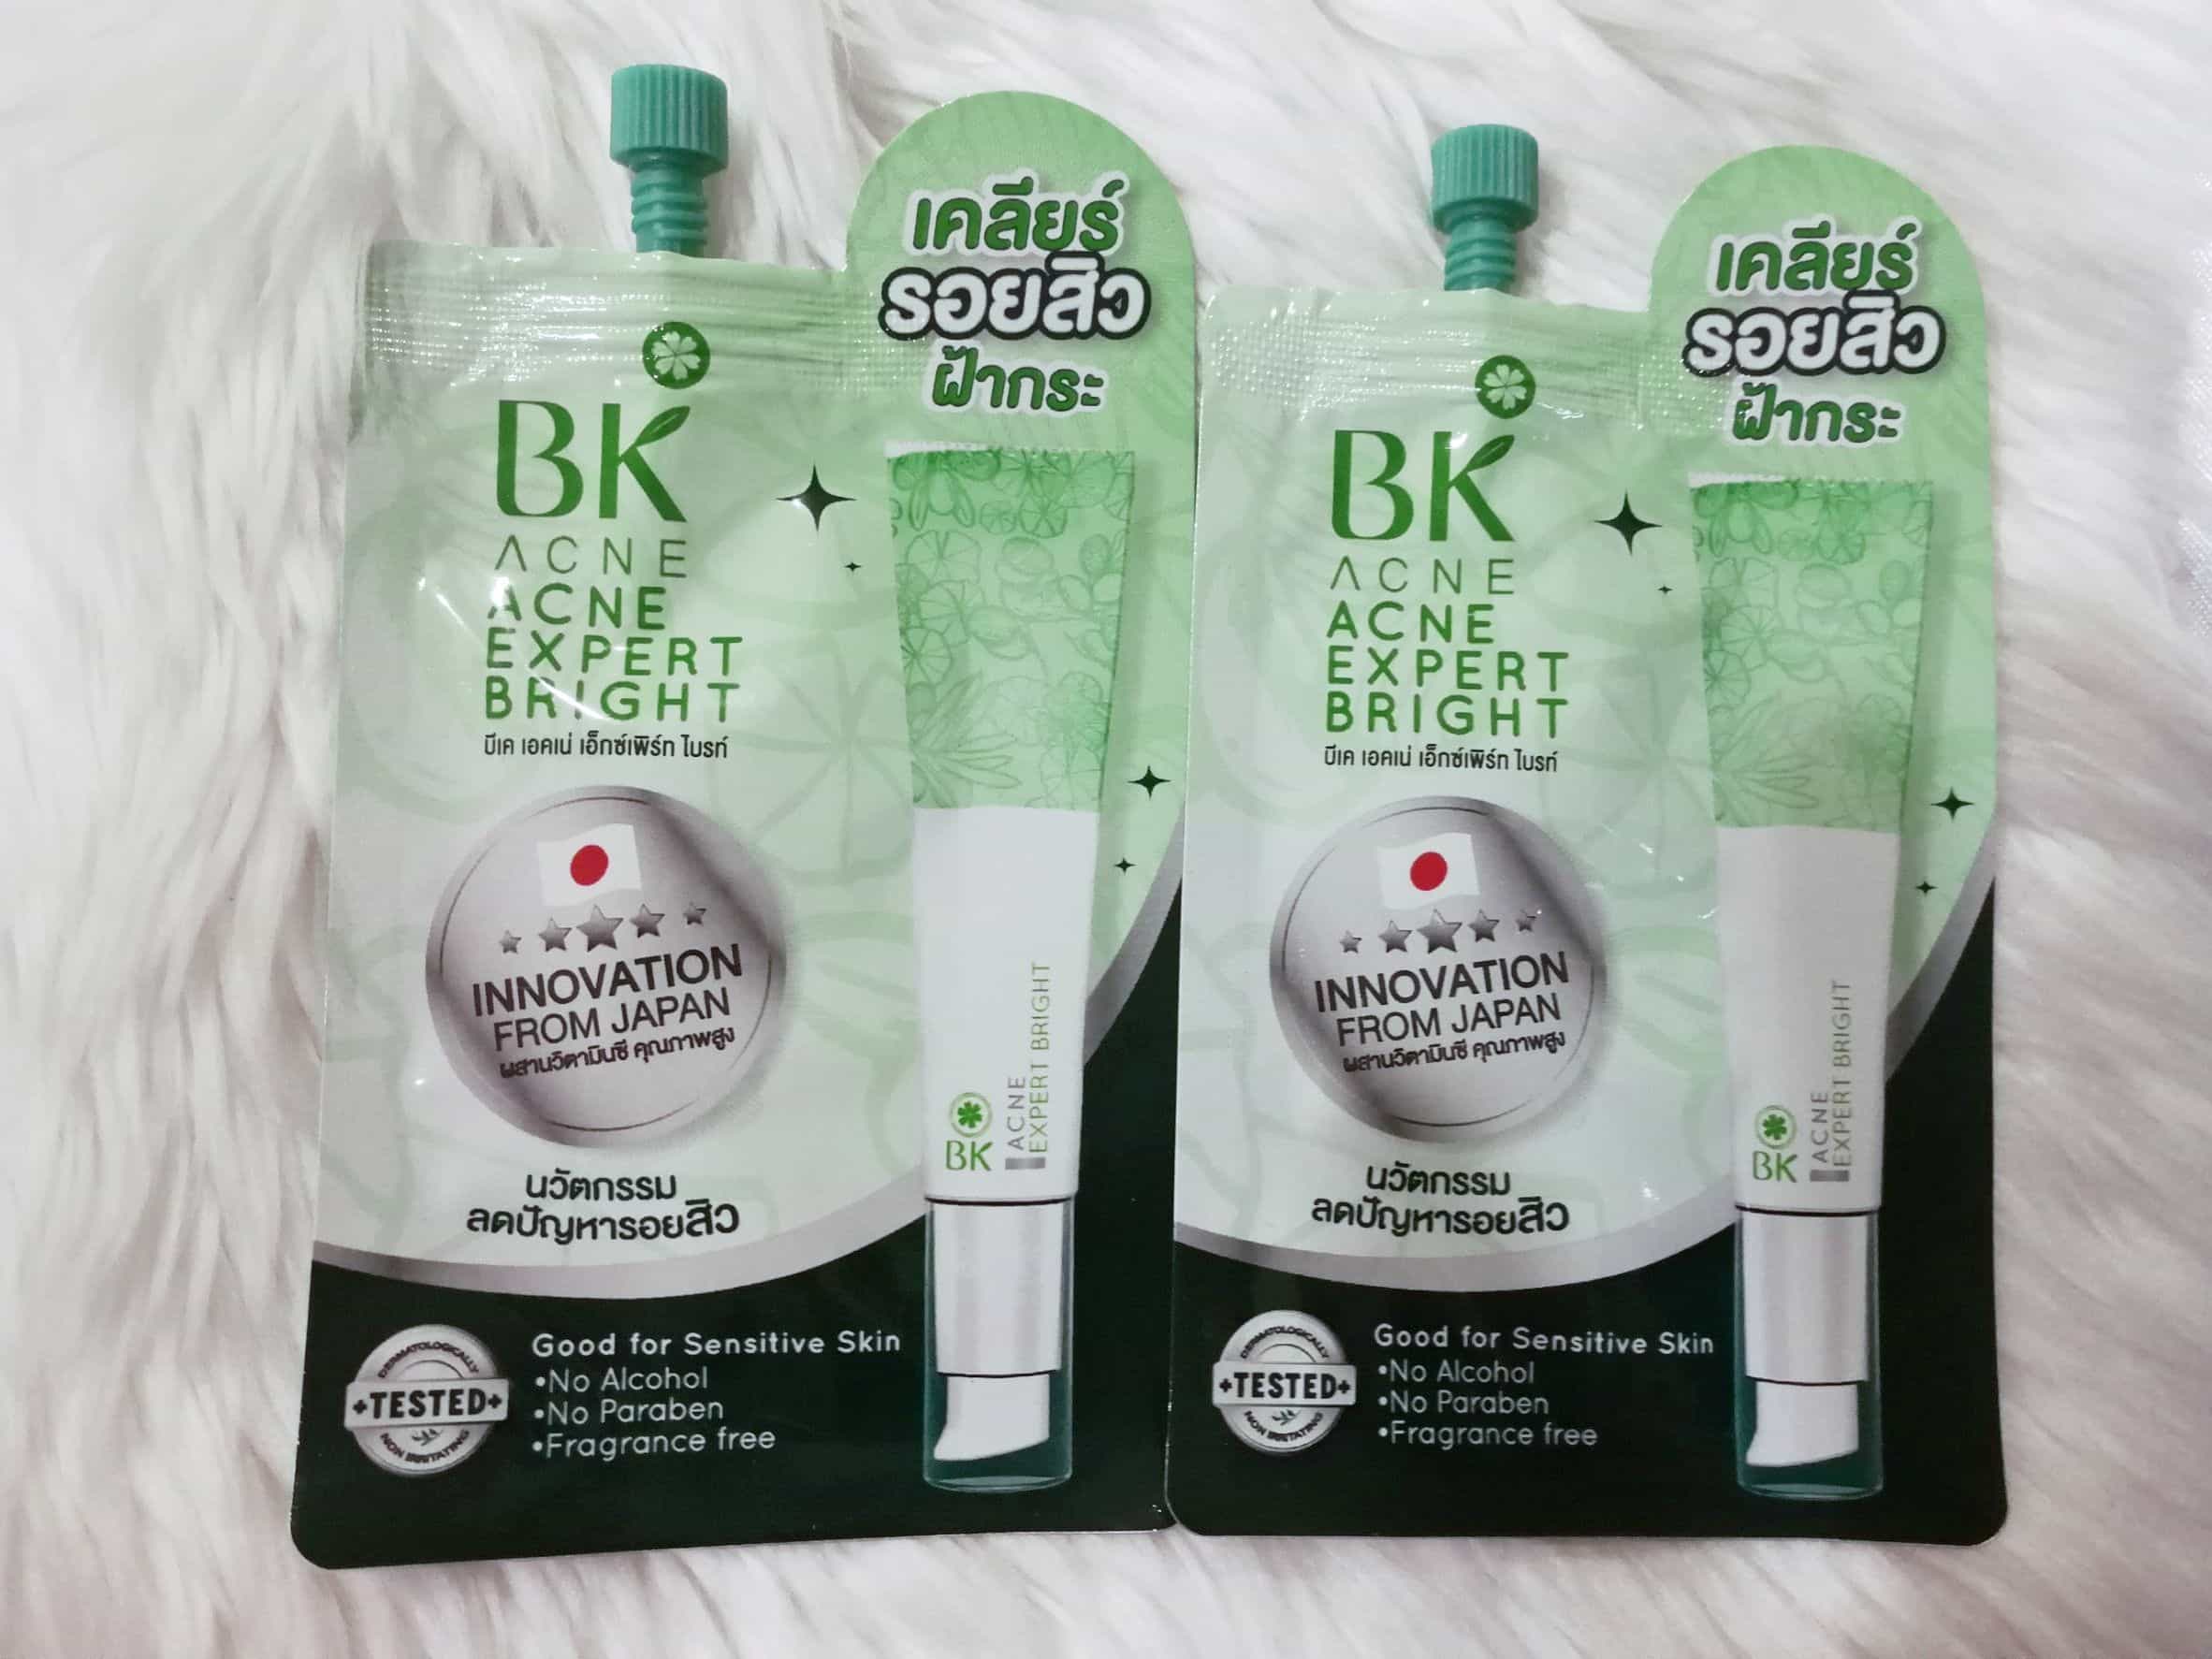 เคลียร์
รอยสิว
ฝ้ากระ
BK
ACNE
ACNE
EXPERT
BRIGHT
บีเค เอคเน่ เอ็กซ์เพิร์ท ไบรท์
INNOVATION
FROM JAPAN
ผสานวิตามินซี คุณภาพสูง
นวัตกรรม
ลดปัญหารอยสิว
DERMATOLOGICALLY
+TESTED+
NON IRRITATING
Good for Sensitive Skin
•No Alcohol
•No Paraben
•Fragrance free
BK
ACNE
EXPERT BRIGHT
เคลียร์
รอยสิว
ฝ้ากระ
BK
ACNE
ACNE
EXPERT
BRIGHT
บีเค เอคเน่ เอ็กซ์เพิร์ท ไบรท์
INNOVATION
FROM JAPAN
ผสานวิตามินซี คุณภาพสูง
นวัตกรรม
ลดปัญหารอยสิว
DERMATOLOGICALLY
+TESTED+
NON IRRITATING
Good for Sensitive Skin
•No Alcohol
•No Paraben
•Fragrance free
BK
ACNE
EXPERT BRIGHT